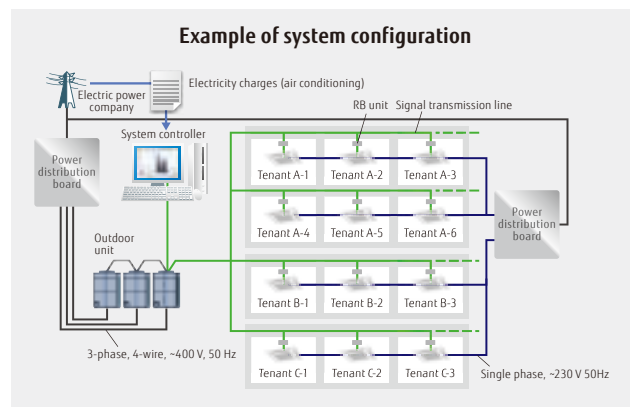 Example of system configuration
Electricity charges (air conditioning)
Electric power
company
RB unit
Signal transmission line
System controller
Power
distribution
board
Tenant A-1
Tenant A-2
Tenant A-3
Tenant A-4
Tenant A-5
Tenant A-6
Power
distribution
board
Outdoor
unit
Tenant B-1
Tenant B-2
Tenant B-3
3-phase, 4-wire, ~400 V, 50 Hz
Tenant C-1
Tenant C-2
Tenant C-3
Single phase, ~230 V 50Hz